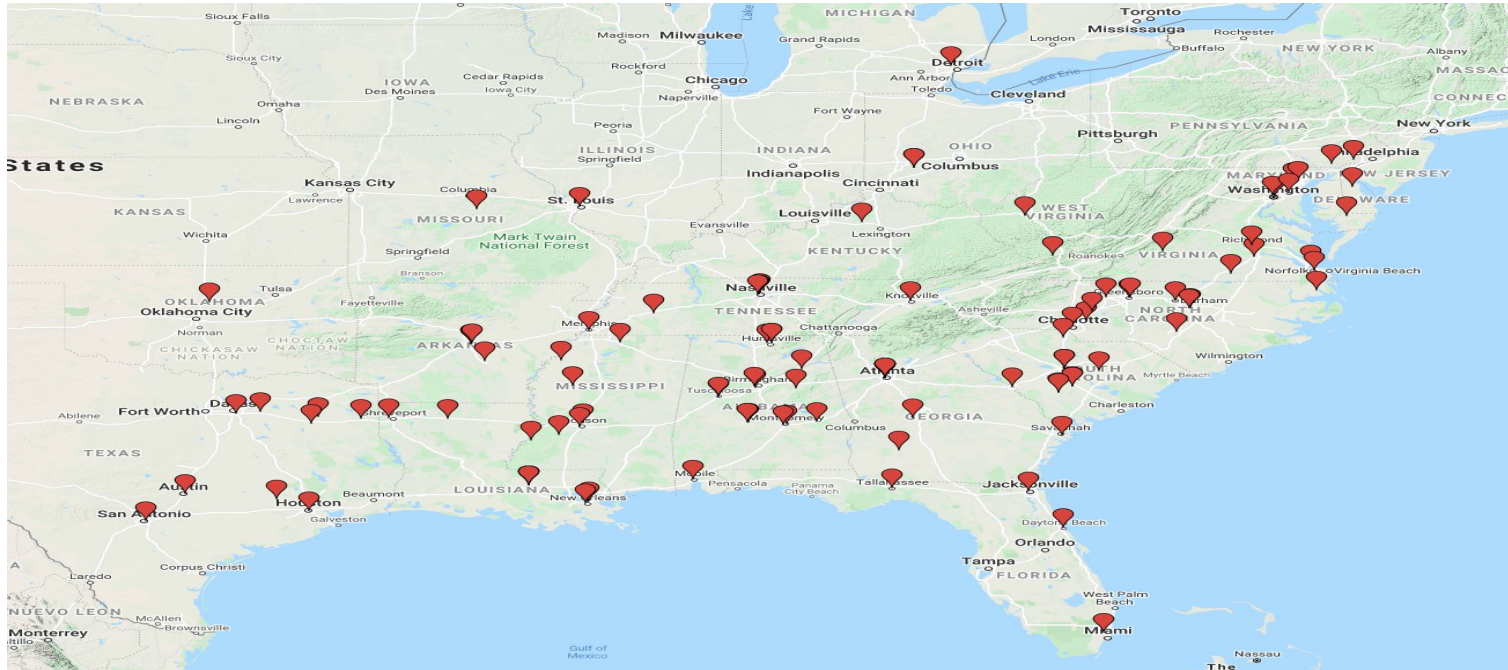 Sioux Falls
MICHIGAN
Toronto
Madison
Milwaukee
Grand Rapids
London
Mississauga
Rochester
Buffalo
NEW YORK
Albany
Sioux City
Rockford
Detroit
Ann Arbor
MASSAC
IOWA
Cedar Rapids
Chicago
Toledo
Lake Erie
Des Moines
Iowa City
Naperville
Cleveland
NEBRASKA
Omaha
Fort Wayne
CONNEC
Lincoln
Peoria
Pittsburgh
PENNSYLVANIA
New York
ILLINOIS
INDIANA
OHIO
States
Springfield
Columbus
Indianapolis
Kansas City
Columbia
Cincinnati
Washington
NEW JERSEY
Lawrence
St. Louis
DELAWARE
KANSAS
MISSOURI
Louisville
WEST
VIRGINIA
Wichita
Evansville
Lexington
Mark Twain
National Forest
KENTUCKY
Springfield
Roanoke
VIRGINIA
Richmond
Branson
Norfolk
Virginia Beach
Tulsa
Nashville
Knoxville
OKLAHOMA
Fayetteville
Oklahoma City
TENNESSEE
Asheville
NORTH
CAROLINA
Norman
Memphis
Chattanooga
Charlotte
CHICKASAW
NATION
CHOCTAW
NATION
ARKANSAS
Huntsville
Wilmington
MISSISSIPPI
Birmingham
Atlanta
Myrtle Beach
Tuscaloosa
Charleston
Abilene
Fort Worth
Dallas
Shreveport
GEORGIA
Columbus
Savannah
TEXAS
Mobile
Austin
LOUISIANA
Pensacola
Tallahassee
Jacksonville
Beaumont
Panama
City Beach
New Orleans
Houston
San Antonio
Galveston
Daytona Beach
Orlando
Tampa
Corpus Christi
FLORIDA
Laredo
West Palm
Beach
NUEVO LEON
McAllen
Brownsville
Monterrey
Miami
Gulf of
Mexico
Nassau
The